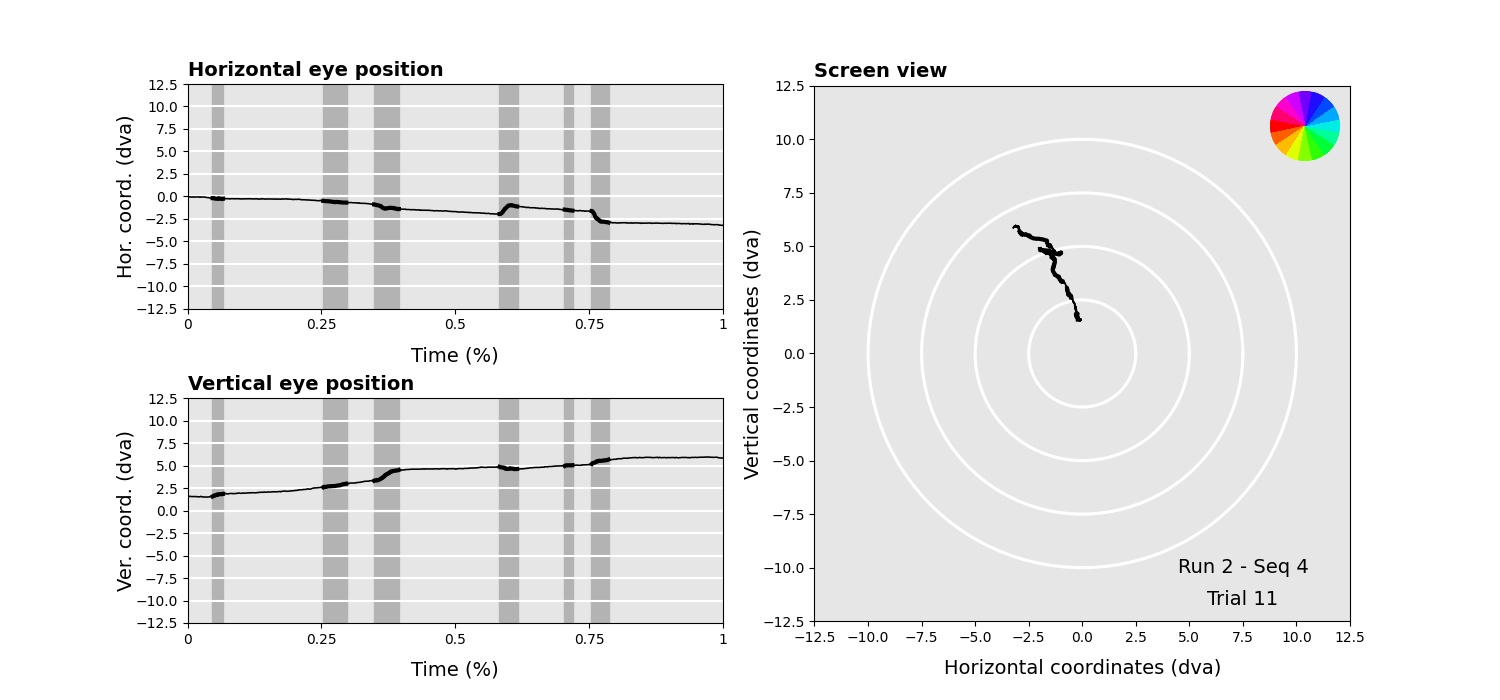 Horizontal eye position
12.5
10.0
7.5
5.0
2.5
0.0
−2.5
−5.0
−7.5
−10.0
−12.5
Hor. coord. (dva)
0 0.25 0.5 0.75 1
Time (%)
Vertical eye position
12.5
10.0
7.5
5.0
2.5
0.0
−2.5
−5.0
−7.5
−10.0
−12.5
Ver. coord. (dva)
0 0.25 0.5 0.75 1
Time (%)
Screen view
12.5
10.0
7.5
5.0
2.5
0.0
−2.5
−5.0
−7.5
−10.0
−12.5
Vertical coordinates (dva)
Run 2 - Seq 4
Trial 11
−12.5 −10.0 −7.5 −5.0 −2.5 0.0 2.5 5.0 7.5 10.0 12.5
Horizontal coordinates (dva)